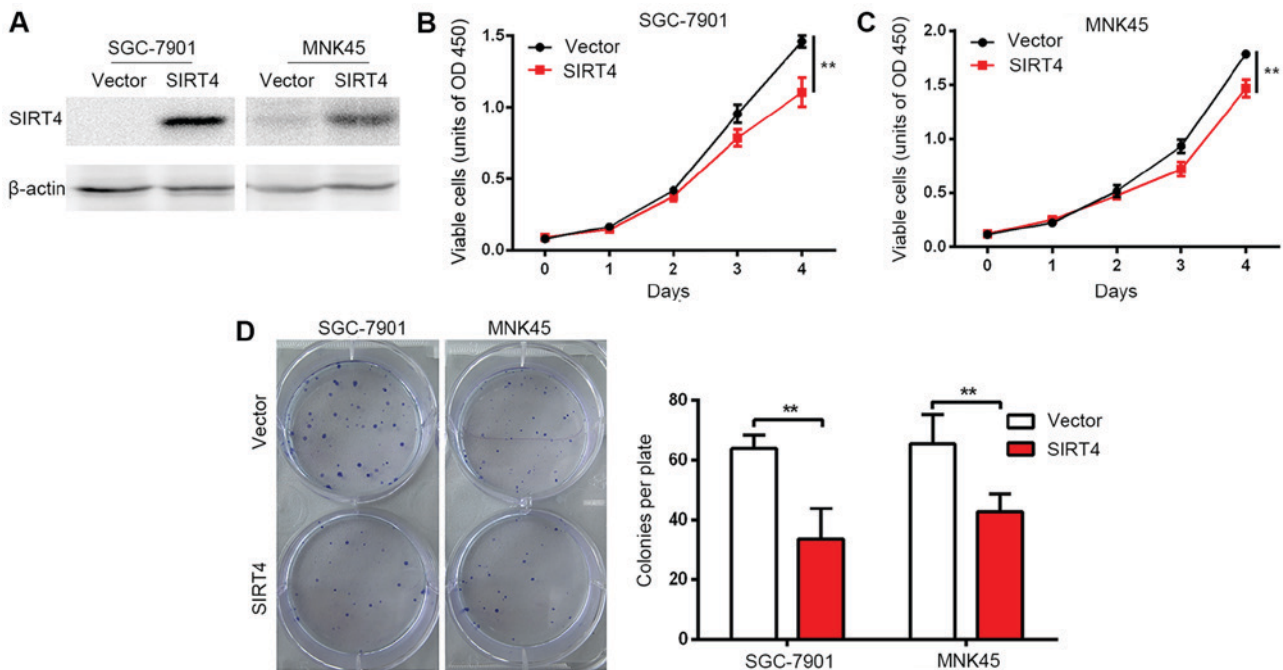 A
SGC-7901 MNK45
Vector SIRT4 Vector SIRT4
SIRT4
β-actin
B
SGC-7901
Viable cells (units of OD 450)
1.5
1.0
0.5
0.0
Vector
SIRT4
**
0 1 2 3 4
Days
C
MNK45
Viable cells (units of OD 450)
2.0
1.5
1.0
0.5
0.0
Vector
SIRT4
**
0 1 2 3 4
Days
D
SGC-7901 MNK45
Vector
SIRT4
Colonies per plate
80
60
40
20
0
** **
Vector
SIRT4
SGC-7901 MNK45